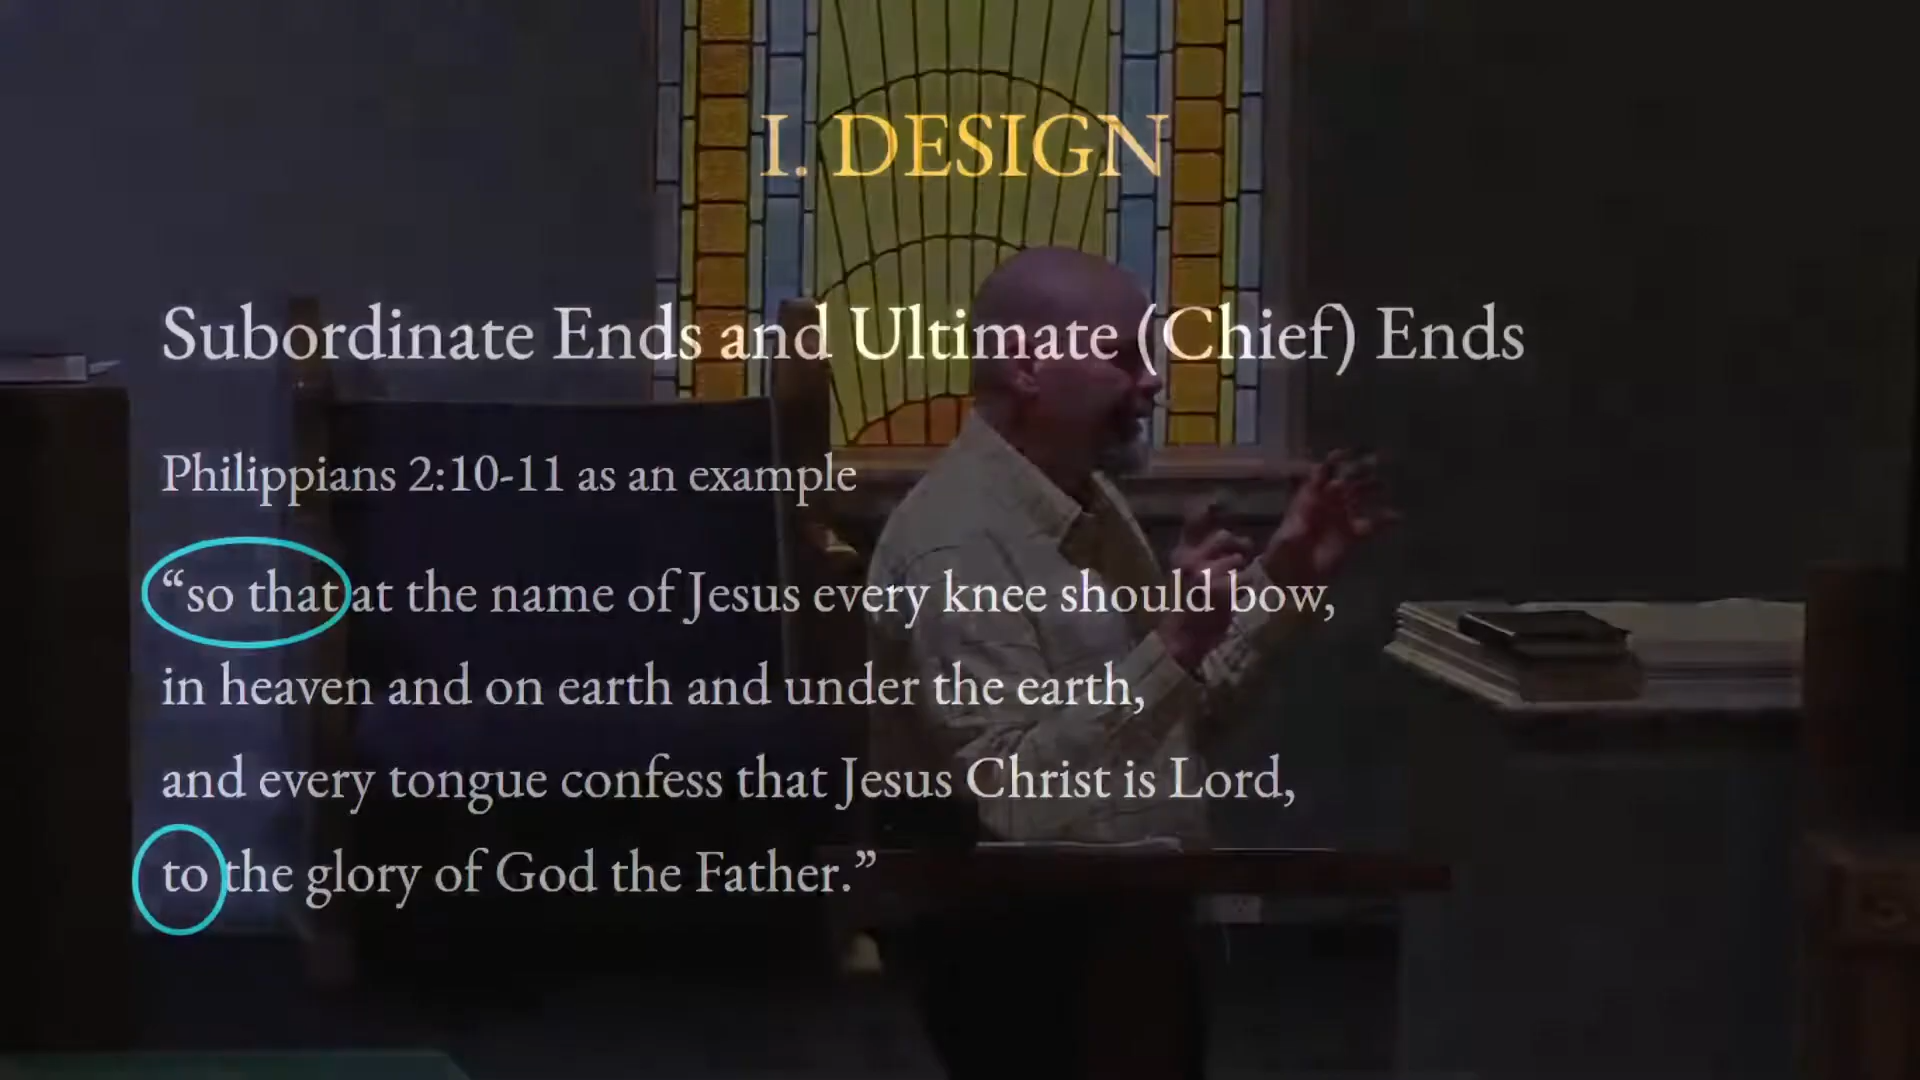 I. DESIGN
Subordinate Ends and Ultimate (Chief) Ends
Philippians 2:10-11 as an example
“so that at the name of Jesus every knee should bow,
in heaven and on earth and under the earth,
and every tongue confess that Jesus Christ is Lord,
to the glory of God the Father.”